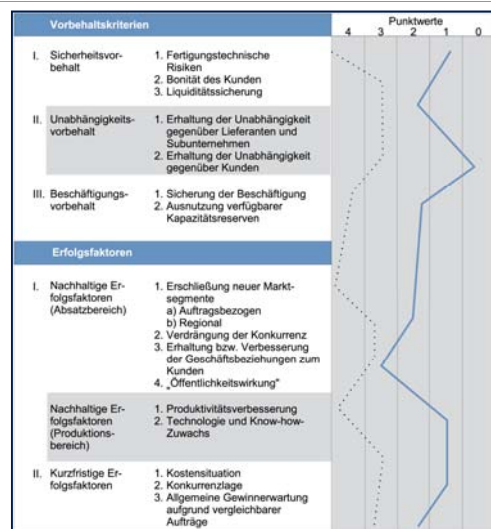 Vorbehaltskriterien
Punktwerte
4 3 2 1 0
I. Sicherheitsvor-
behalt
1. Fertigungstechnische
Risiken
2. Bonität des Kunden
3. Liquiditätssicherung
II. Unabhängigkeits-
vorbehalt
1. Erhaltung der Unabhängigkeit
gegenüber Lieferanten und
Subunternehmen
2. Erhaltung der Unabhängigkeit
gegenüber Kunden
III. Beschäftigungs-
vorbehalt
1. Sicherung der Beschäftigung
2. Ausnutzung verfügbarer
Kapazitätsreserven
Erfolgsfaktoren
I. Nachhaltige Er-
folgsfaktoren
(Absatzbereich)
1. Erschließung neuer Markt-
segmente
a) Auftragsbezogen
b) Regional
2. Verdrängung der Konkurrenz
3. Erhaltung bzw. Verbesserung
der Geschäftsbeziehungen zum
Kunden
4. „Öffentlichkeitswirkung"
Nachhaltige Er-
folgsfaktoren
(Produktions-
bereich)
1. Produktivitätsverbesserung
2. Technologie und Know-how-
Zuwachs
II. Kurzfristige Er-
folgsfaktoren
1. Kostensituation
2. Konkurrenzlage
3. Allgemeine Gewinnerwartung
aufgrund vergleichbarer
Aufträge